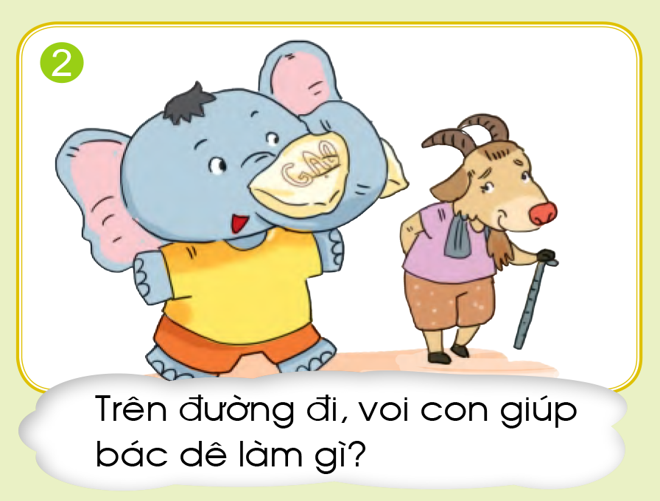 2
GẠO
Trên đường đi, voi con giúp
bác dê làm gì?